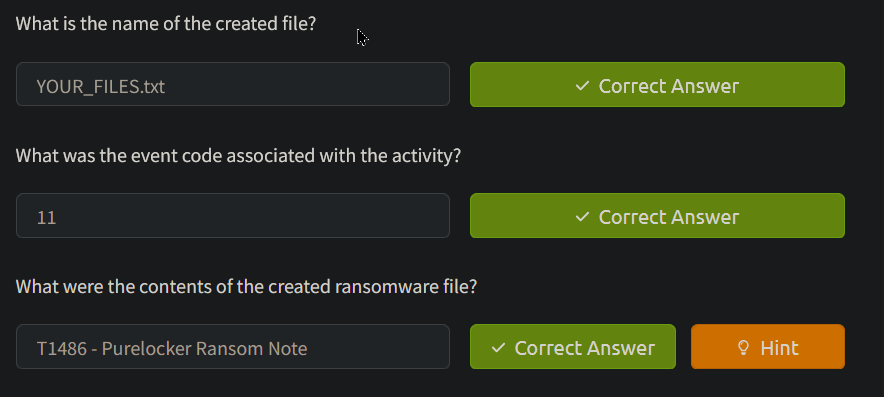 What is the name of the created file?
YOUR_FILES.txt
Correct Answer
What was the event code associated with the activity?
11
Correct Answer
What were the contents of the created ransomware file?
T1486 - Purelocker Ransom Note
Correct Answer
Hint